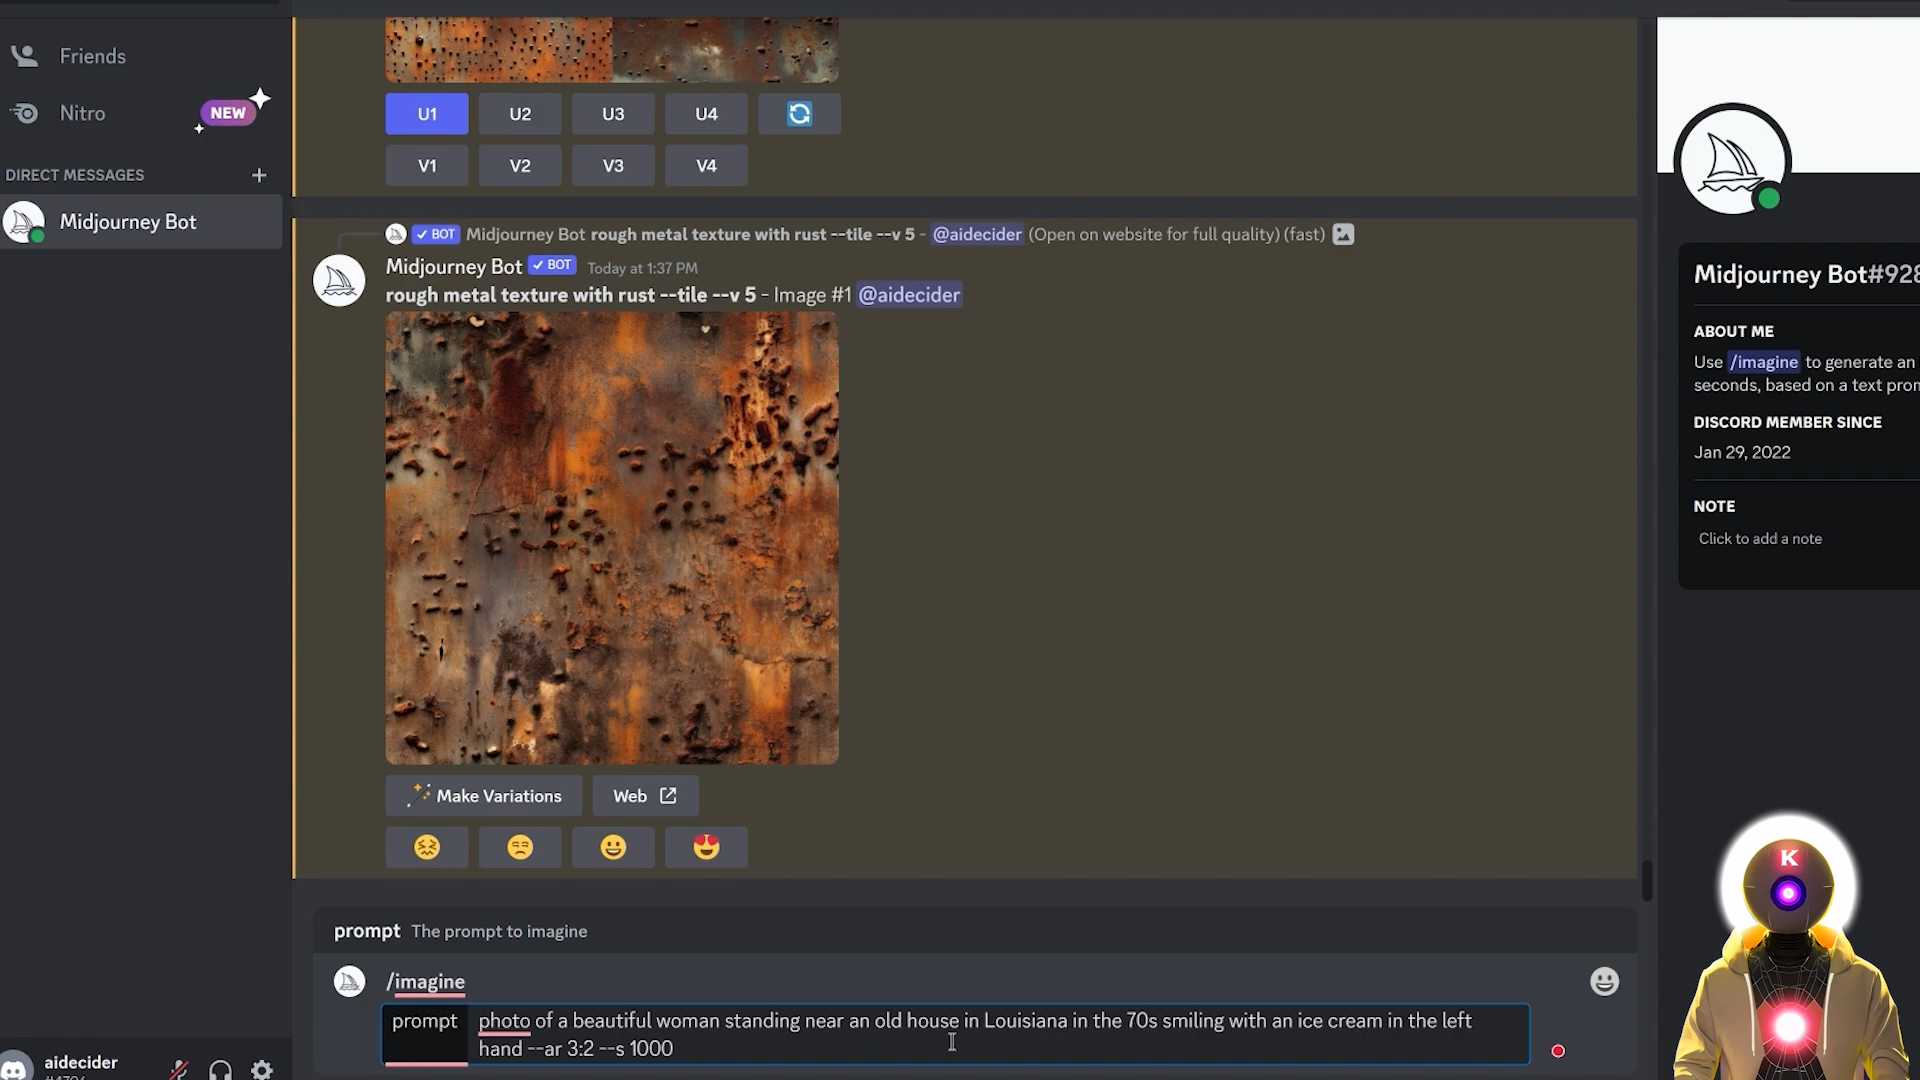 Friends
Nitro
NEW
DIRECT MESSAGES
Midjourney Bot
U1 U2 U3 U4
V1 V2 V3 V4
BOT Midjourney Bot rough metal texture with rust --tile --v 5 - @aidecider (Open on website for full quality) (fast)
Midjourney Bot BOT Today at 1:37 PM
rough metal texture with rust --tile --v 5 - Image #1 @aidecider
Make Variations Web
prompt The prompt to imagine
/imagine
prompt photo of a beautiful woman standing near an old house in Louisiana in the 70s smiling with an ice cream in the left
hand --ar 3:2 --s 1000
aidecider
Midjourney Bot#928
ABOUT ME
Use /imagine to generate an
seconds, based on a text pron
DISCORD MEMBER SINCE
Jan 29, 2022
NOTE
Click to add a note
K